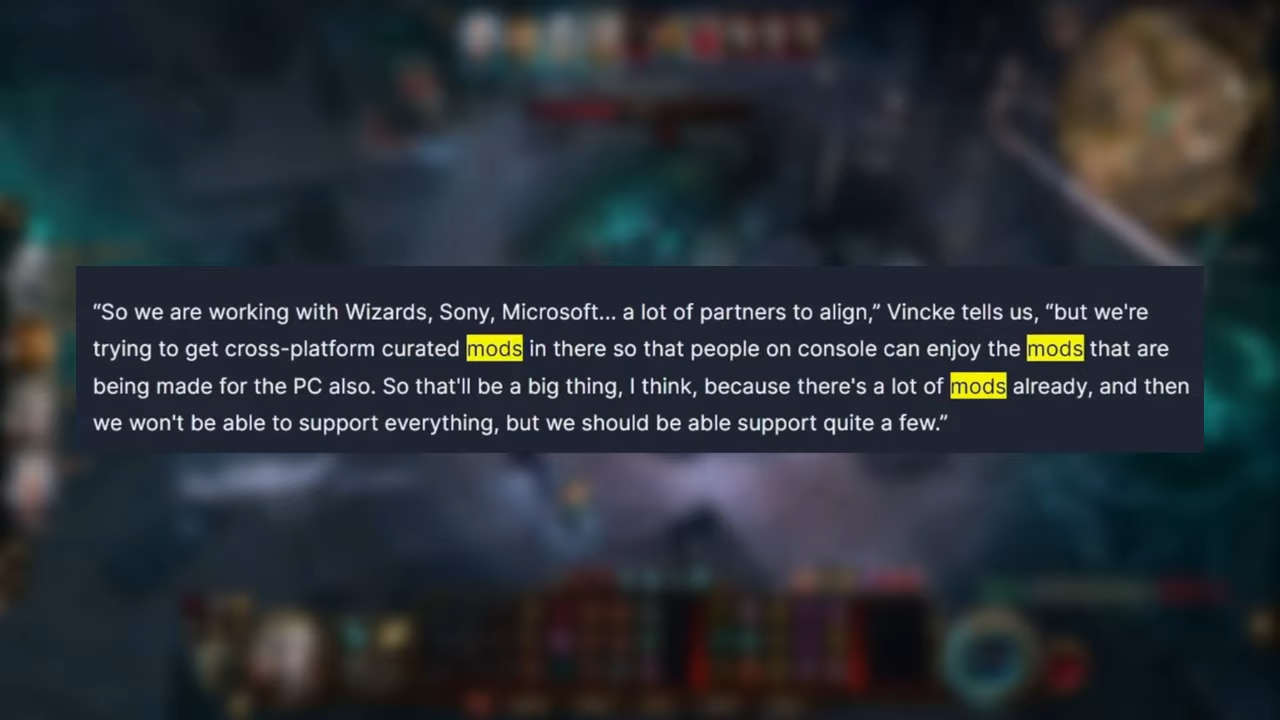 “So we are working with Wizards, Sony, Microsoft... a lot of partners to align,” Vincke tells us, “but we're
trying to get cross-platform curated mods in there so that people on console can enjoy the mods that are
being made for the PC also. So that'll be a big thing, I think, because there's a lot of mods already, and then
we won't be able to support everything, but we should be able support quite a few.”